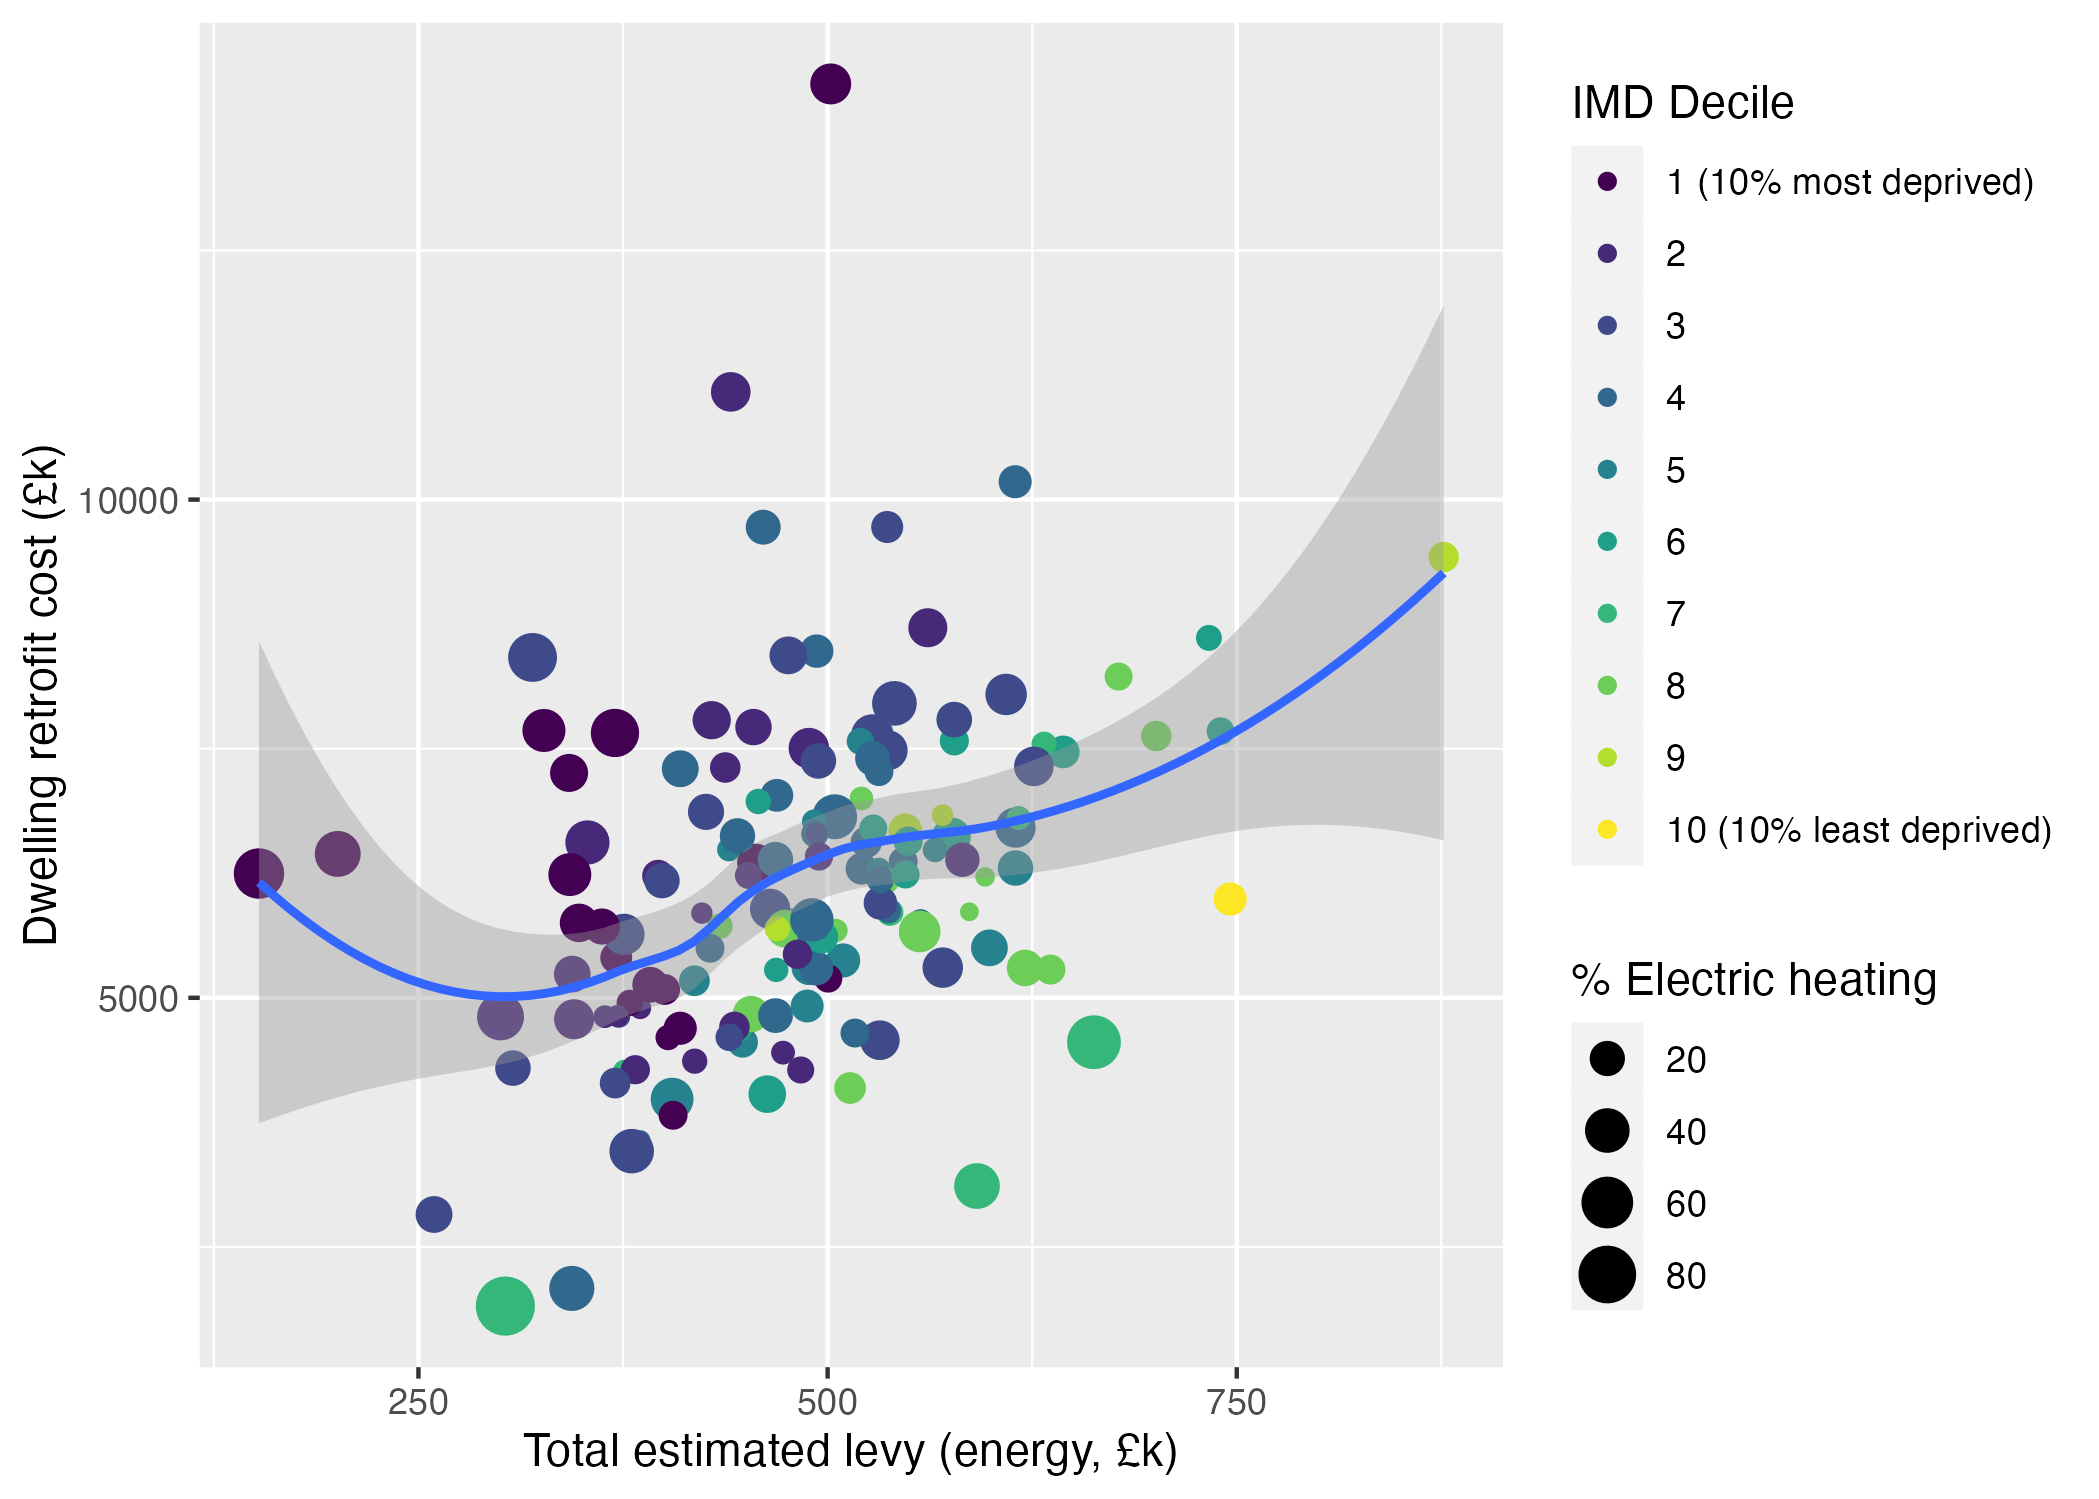 Dwelling retrofit cost (£k)
10000
5000
250
500
750
Total estimated levy (energy, £k)
IMD Decile
1 (10% most deprived)
2
3
4
5
6
7
8
9
10 (10% least deprived)
% Electric heating
20
40
60
80